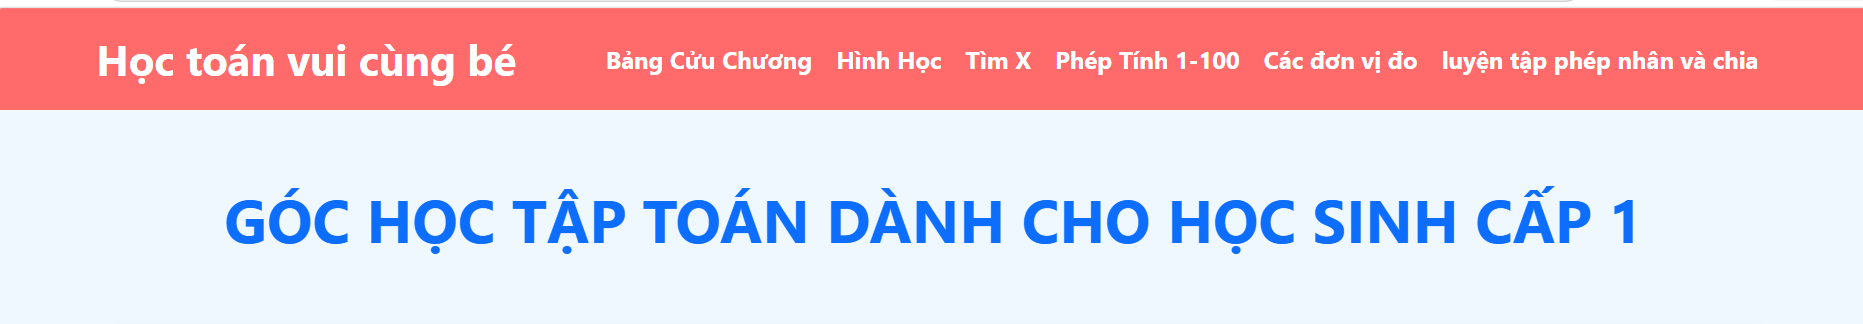 Học toán vui cùng bé Bảng Cửu Chương Hình Học Tìm X Phép Tính 1-100 Các đơn vị đo luyện tập phép nhân và chia
GÓC HỌC TẬP TOÁN DÀNH CHO HỌC SINH CẤP 1